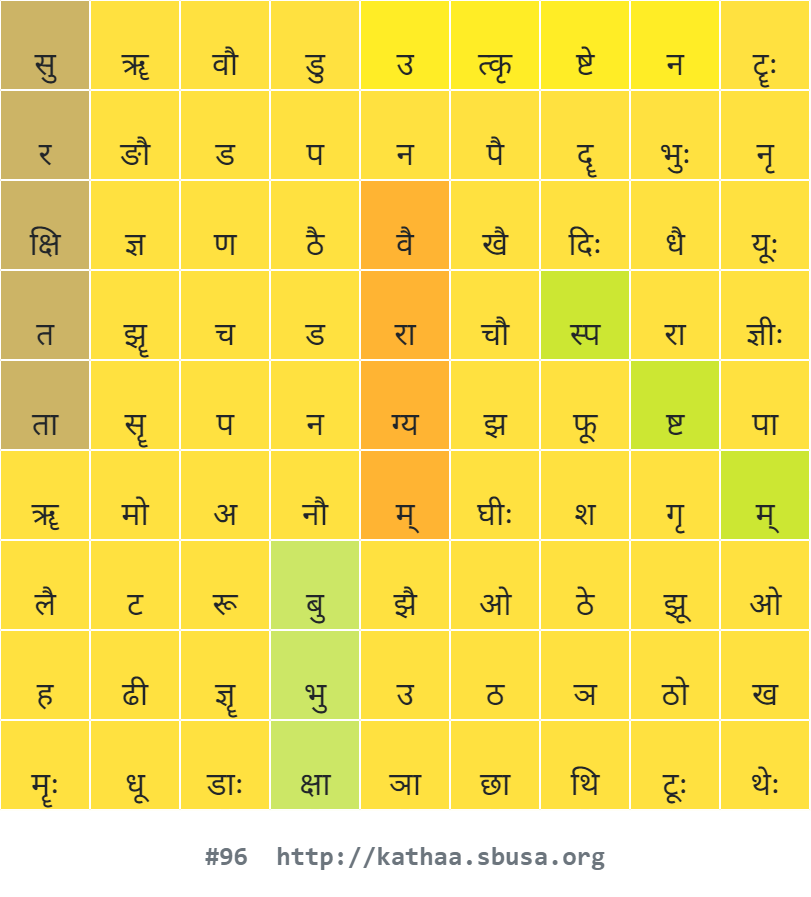 सु ॠ वौ डु उ त्कृ ष्टे न टॄः
र ङौ ड प न पै दॄ भुः नृ
क्षि ज्ञ ण ठै वै खै दिः धै यूः
त झॄ च ड रा चौ स्प रा ज्ञीः
ता सॄ प न ग्य झ फू ष्ट पा
ॠ मो अ नौ म् घीः श गृ म्
लै ट रू बु झै ओ ठे झू ओ
ह ढी ज्ञॄ भु उ ठ ञ ठो ख
मॄः धू डाः क्षा ञा छा थि टूः थेः
#96 http://kathaa.sbusa.org